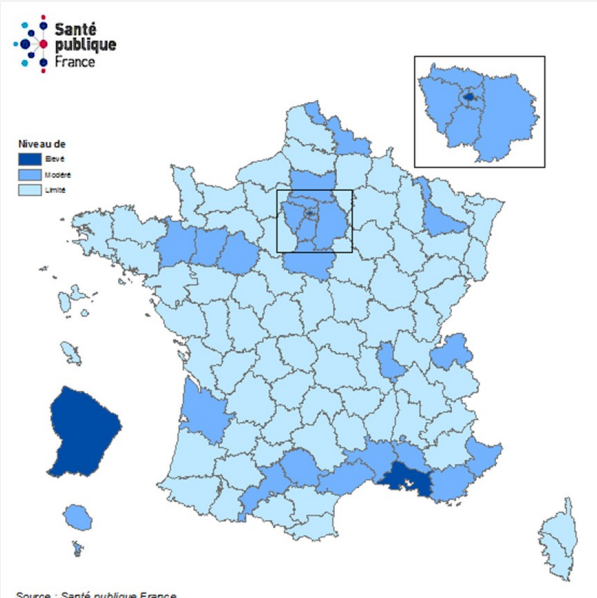 Santé
publique
France
Niveau de
Elevé
Modéré
Limité
Source : Santé publique France